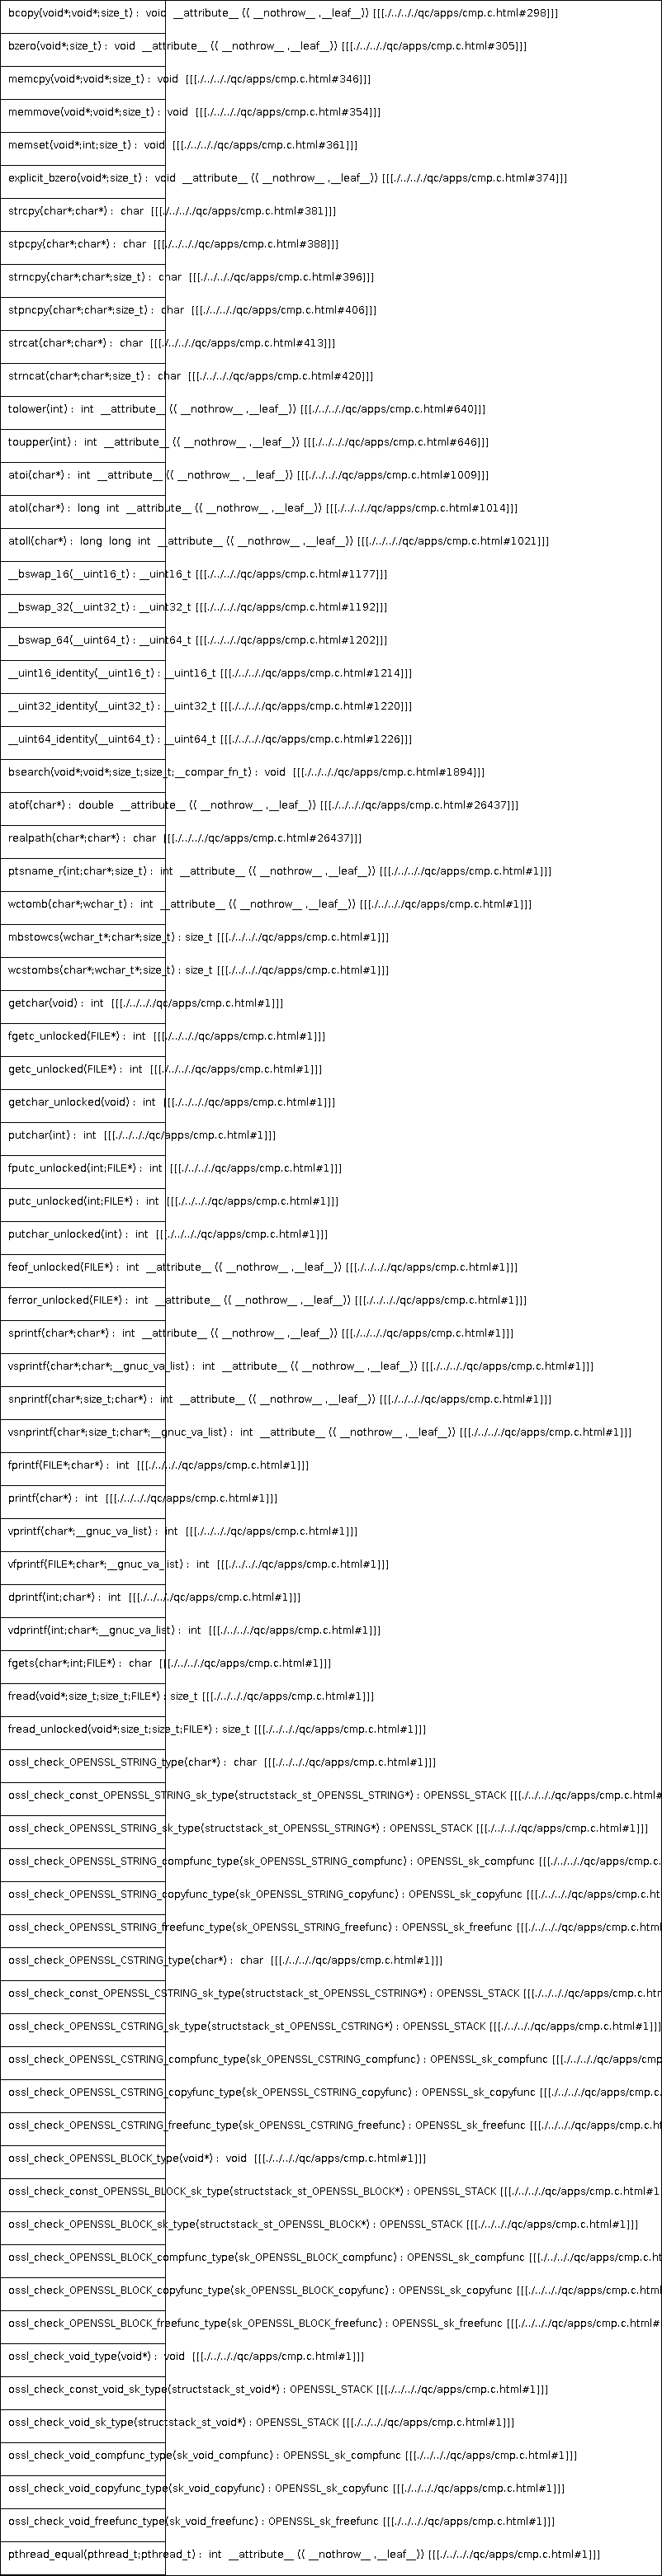 bcopy(void*;void*;size_t) : void __attribute__ (( __nothrow__ ,__leaf__)) [[[./../.././qc/apps/cmp.c.html#298]]]
bzero(void*;size_t) : void __attribute__ (( __nothrow__ ,__leaf__)) [[[./../.././qc/apps/cmp.c.html#305]]]
memcpy(void*;void*;size_t) : void [[[./../.././qc/apps/cmp.c.html#346]]]
memmove(void*;void*;size_t) : void [[[./../.././qc/apps/cmp.c.html#354]]]
memset(void*;int;size_t) : void [[[./../.././qc/apps/cmp.c.html#361]]]
explicit_bzero(void*;size_t) : void __attribute__ (( __nothrow__ ,__leaf__)) [[[./../.././qc/apps/cmp.c.html#374]]]
strcpy(char*;char*) : char [[[./../.././qc/apps/cmp.c.html#381]]]
stpcpy(char*;char*) : char [[[./../.././qc/apps/cmp.c.html#388]]]
strncpy(char*;char*;size_t) : char [[[./../.././qc/apps/cmp.c.html#396]]]
stpncpy(char*;char*;size_t) : char [[[./../.././qc/apps/cmp.c.html#406]]]
strcat(char*;char*) : char [[[./../.././qc/apps/cmp.c.html#413]]]
strncat(char*;char*;size_t) : char [[[./../.././qc/apps/cmp.c.html#420]]]
tolower(int) : int __attribute__ (( __nothrow__ ,__leaf__)) [[[./../.././qc/apps/cmp.c.html#640]]]
toupper(int) : int __attribute__ (( __nothrow__ ,__leaf__)) [[[./../.././qc/apps/cmp.c.html#646]]]
atoi(char*) : int __attribute__ (( __nothrow__ ,__leaf__)) [[[./../.././qc/apps/cmp.c.html#1009]]]
atol(char*) : long int __attribute__ (( __nothrow__ ,__leaf__)) [[[./../.././qc/apps/cmp.c.html#1014]]]
atoll(char*) : long long int __attribute__ (( __nothrow__ ,__leaf__)) [[[./../.././qc/apps/cmp.c.html#1021]]]
__bswap_16(__uint16_t) : __uint16_t [[[./../.././qc/apps/cmp.c.html#1177]]]
__bswap_32(__uint32_t) : __uint32_t [[[./../.././qc/apps/cmp.c.html#1192]]]
__bswap_64(__uint64_t) : __uint64_t [[[./../.././qc/apps/cmp.c.html#1202]]]
__uint16_identity(__uint16_t) : __uint16_t [[[./../.././qc/apps/cmp.c.html#1214]]]
__uint32_identity(__uint32_t) : __uint32_t [[[./../.././qc/apps/cmp.c.html#1220]]]
__uint64_identity(__uint64_t) : __uint64_t [[[./../.././qc/apps/cmp.c.html#1226]]]
bsearch(void*;void*;size_t;size_t;__compar_fn_t) : void [[[./../.././qc/apps/cmp.c.html#1894]]]
atof(char*) : double __attribute__ (( __nothrow__ ,__leaf__)) [[[./../.././qc/apps/cmp.c.html#26437]]]
realpath(char*;char*) : char [[[./../.././qc/apps/cmp.c.html#26437]]]
ptsname_r(int;char*;size_t) : int __attribute__ (( __nothrow__ ,__leaf__)) [[[./../.././qc/apps/cmp.c.html#1]]]
wctomb(char*;wchar_t) : int __attribute__ (( __nothrow__ ,__leaf__)) [[[./../.././qc/apps/cmp.c.html#1]]]
mbstowcs(wchar_t*;char*;size_t) : size_t [[[./../.././qc/apps/cmp.c.html#1]]]
wcstombs(char*;wchar_t*;size_t) : size_t [[[./../.././qc/apps/cmp.c.html#1]]]
getchar(void) : int [[[./../.././qc/apps/cmp.c.html#1]]]
fgetc_unlocked(FILE*) : int [[[./../.././qc/apps/cmp.c.html#1]]]
getc_unlocked(FILE*) : int [[[./../.././qc/apps/cmp.c.html#1]]]
getchar_unlocked(void) : int [[[./../.././qc/apps/cmp.c.html#1]]]
putchar(int) : int [[[./../.././qc/apps/cmp.c.html#1]]]
fputc_unlocked(int;FILE*) : int [[[./../.././qc/apps/cmp.c.html#1]]]
putc_unlocked(int;FILE*) : int [[[./../.././qc/apps/cmp.c.html#1]]]
putchar_unlocked(int) : int [[[./../.././qc/apps/cmp.c.html#1]]]
feof_unlocked(FILE*) : int __attribute__ (( __nothrow__ ,__leaf__)) [[[./../.././qc/apps/cmp.c.html#1]]]
ferror_unlocked(FILE*) : int __attribute__ (( __nothrow__ ,__leaf__)) [[[./../.././qc/apps/cmp.c.html#1]]]
sprintf(char*;char*) : int __attribute__ (( __nothrow__ ,__leaf__)) [[[./../.././qc/apps/cmp.c.html#1]]]
vsprintf(char*;char*;__gnuc_va_list) : int __attribute__ (( __nothrow__ ,__leaf__)) [[[./../.././qc/apps/cmp.c.html#1]]]
snprintf(char*;size_t;char*) : int __attribute__ (( __nothrow__ ,__leaf__)) [[[./../.././qc/apps/cmp.c.html#1]]]
vsnprintf(char*;size_t;char*;__gnuc_va_list) : int __attribute__ (( __nothrow__ ,__leaf__)) [[[./../.././qc/apps/cmp.c.html#1]]]
fprintf(FILE*;char*) : int [[[./../.././qc/apps/cmp.c.html#1]]]
printf(char*) : int [[[./../.././qc/apps/cmp.c.html#1]]]
vprintf(char*;__gnuc_va_list) : int [[[./../.././qc/apps/cmp.c.html#1]]]
vfprintf(FILE*;char*;__gnuc_va_list) : int [[[./../.././qc/apps/cmp.c.html#1]]]
dprintf(int;char*) : int [[[./../.././qc/apps/cmp.c.html#1]]]
vdprintf(int;char*;__gnuc_va_list) : int [[[./../.././qc/apps/cmp.c.html#1]]]
fgets(char*;int;FILE*) : char [[[./../.././qc/apps/cmp.c.html#1]]]
fread(void*;size_t;size_t;FILE*) : size_t [[[./../.././qc/apps/cmp.c.html#1]]]
fread_unlocked(void*;size_t;size_t;FILE*) : size_t [[[./../.././qc/apps/cmp.c.html#1]]]
ossl_check_OPENSSL_STRING_type(char*) : char [[[./../.././qc/apps/cmp.c.html#1]]]
ossl_check_const_OPENSSL_STRING_sk_type(structstack_st_OPENSSL_STRING*) : OPENSSL_STACK [[[./../.././qc/apps/cmp.c.html#
ossl_check_OPENSSL_STRING_sk_type(structstack_st_OPENSSL_STRING*) : OPENSSL_STACK [[[./../.././qc/apps/cmp.c.html#1]]]
ossl_check_OPENSSL_STRING_compfunc_type(sk_OPENSSL_STRING_compfunc) : OPENSSL_sk_compfunc [[[./../.././qc/apps/cmp.c.
ossl_check_OPENSSL_STRING_copyfunc_type(sk_OPENSSL_STRING_copyfunc) : OPENSSL_sk_copyfunc [[[./../.././qc/apps/cmp.c.ht
ossl_check_OPENSSL_STRING_freefunc_type(sk_OPENSSL_STRING_freefunc) : OPENSSL_sk_freefunc [[[./../.././qc/apps/cmp.c.html
ossl_check_OPENSSL_CSTRING_type(char*) : char [[[./../.././qc/apps/cmp.c.html#1]]]
ossl_check_const_OPENSSL_CSTRING_sk_type(structstack_st_OPENSSL_CSTRING*) : OPENSSL_STACK [[[./../.././qc/apps/cmp.c.htm
ossl_check_OPENSSL_CSTRING_sk_type(structstack_st_OPENSSL_CSTRING*) : OPENSSL_STACK [[[./../.././qc/apps/cmp.c.html#1]]]
ossl_check_OPENSSL_CSTRING_compfunc_type(sk_OPENSSL_CSTRING_compfunc) : OPENSSL_sk_compfunc [[[./../.././qc/apps/cmp
ossl_check_OPENSSL_CSTRING_copyfunc_type(sk_OPENSSL_CSTRING_copyfunc) : OPENSSL_sk_copyfunc [[[./../.././qc/apps/cmp.c.
ossl_check_OPENSSL_CSTRING_freefunc_type(sk_OPENSSL_CSTRING_freefunc) : OPENSSL_sk_freefunc [[[./../.././qc/apps/cmp.c.ht
ossl_check_OPENSSL_BLOCK_type(void*) : void [[[./../.././qc/apps/cmp.c.html#1]]]
ossl_check_const_OPENSSL_BLOCK_sk_type(structstack_st_OPENSSL_BLOCK*) : OPENSSL_STACK [[[./../.././qc/apps/cmp.c.html#1
ossl_check_OPENSSL_BLOCK_sk_type(structstack_st_OPENSSL_BLOCK*) : OPENSSL_STACK [[[./../.././qc/apps/cmp.c.html#1]]]
ossl_check_OPENSSL_BLOCK_compfunc_type(sk_OPENSSL_BLOCK_compfunc) : OPENSSL_sk_compfunc [[[./../.././qc/apps/cmp.c.ht
ossl_check_OPENSSL_BLOCK_copyfunc_type(sk_OPENSSL_BLOCK_copyfunc) : OPENSSL_sk_copyfunc [[[./../.././qc/apps/cmp.c.html
ossl_check_OPENSSL_BLOCK_freefunc_type(sk_OPENSSL_BLOCK_freefunc) : OPENSSL_sk_freefunc [[[./../.././qc/apps/cmp.c.html#
ossl_check_void_type(void*) : void [[[./../.././qc/apps/cmp.c.html#1]]]
ossl_check_const_void_sk_type(structstack_st_void*) : OPENSSL_STACK [[[./../.././qc/apps/cmp.c.html#1]]]
ossl_check_void_sk_type(structstack_st_void*) : OPENSSL_STACK [[[./../.././qc/apps/cmp.c.html#1]]]
ossl_check_void_compfunc_type(sk_void_compfunc) : OPENSSL_sk_compfunc [[[./../.././qc/apps/cmp.c.html#1]]]
ossl_check_void_copyfunc_type(sk_void_copyfunc) : OPENSSL_sk_copyfunc [[[./../.././qc/apps/cmp.c.html#1]]]
ossl_check_void_freefunc_type(sk_void_freefunc) : OPENSSL_sk_freefunc [[[./../.././qc/apps/cmp.c.html#1]]]
pthread_equal(pthread_t;pthread_t) : int __attribute__ (( __nothrow__ ,__leaf__)) [[[./../.././qc/apps/cmp.c.html#1]]]